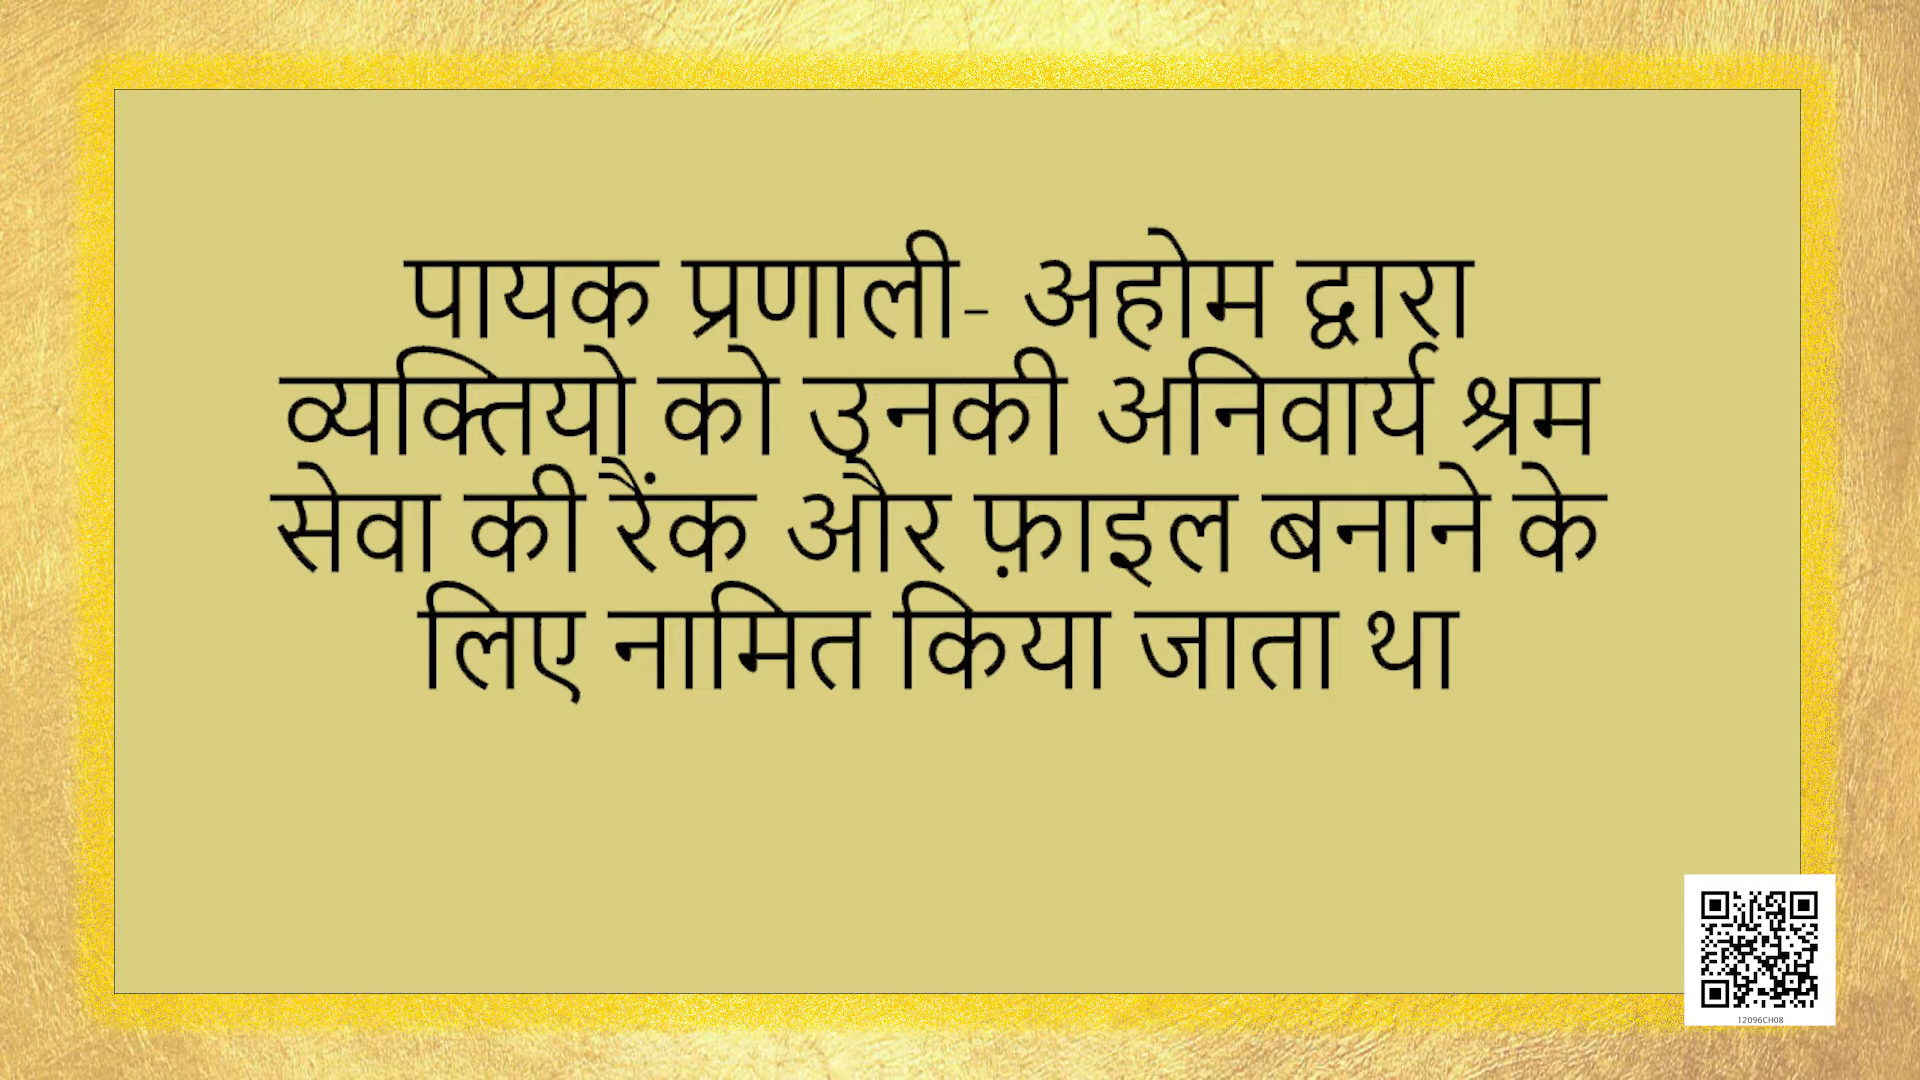 पायक प्रणाली- अहोम द्वारा
व्यक्तियो को उनकी अनिवार्य श्रम
सेवा की रैंक और फ़ाइल बनाने के
लिए नामित किया जाता था
12096CH08